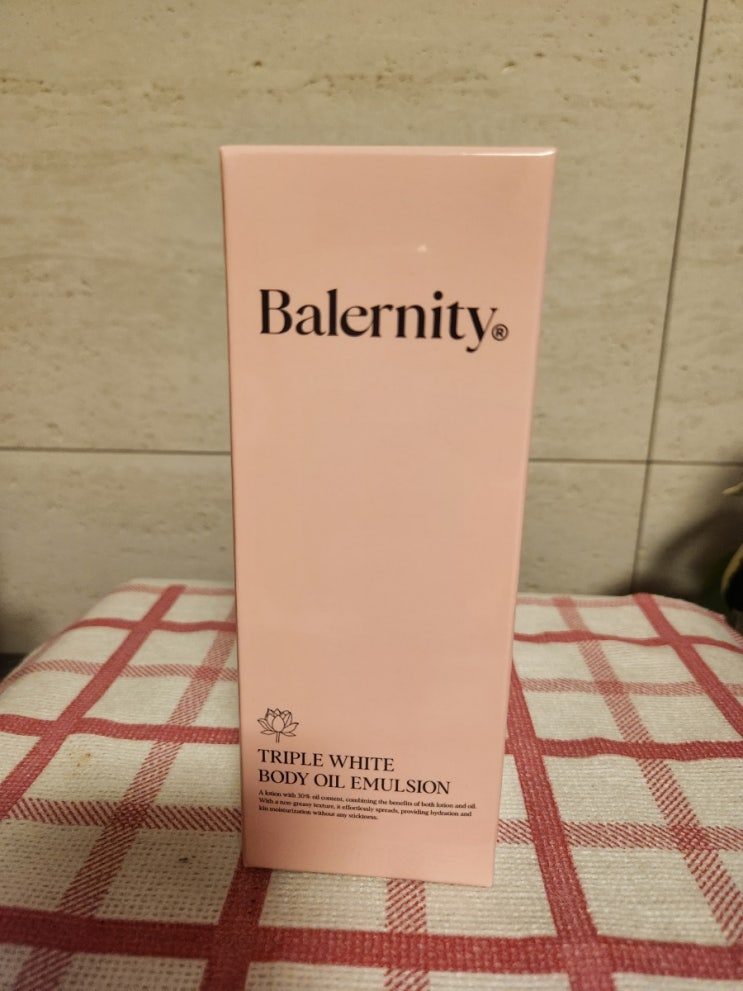 Balernity®
TRIPLE WHITE
BODY OIL EMULSION
A lotion with 30% oil content, combining the benefits of both lotion and oil.
With a non-greasy texture, it effortlessly spreads, providing hydration and
kin moisturization without any stickiness.